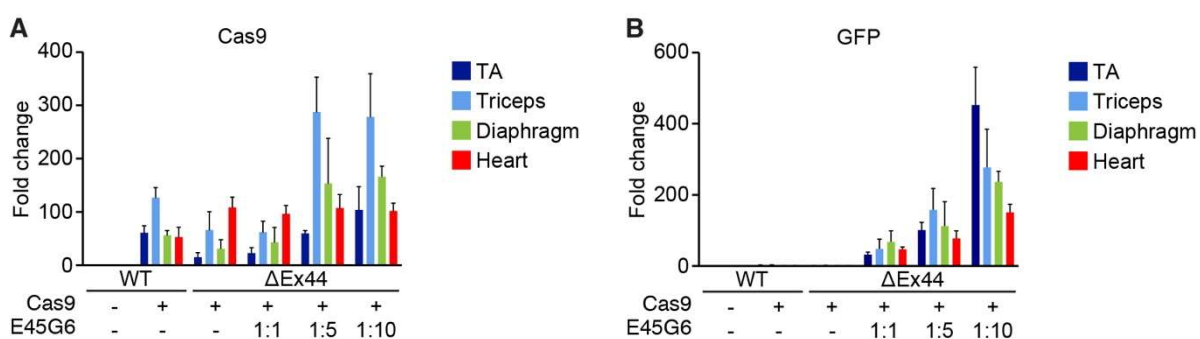 A
Cas9
400
300
200
100
0
Fold change
TA
Triceps
Diaphragm
Heart
WT
ΔEx44
Cas9 - + + + + +
E45G6 - - - 1:1 1:5 1:10
B
GFP
600
400
200
0
Fold change
TA
Triceps
Diaphragm
Heart
WT
ΔEx44
Cas9 - + + + + +
E45G6 - - - 1:1 1:5 1:10